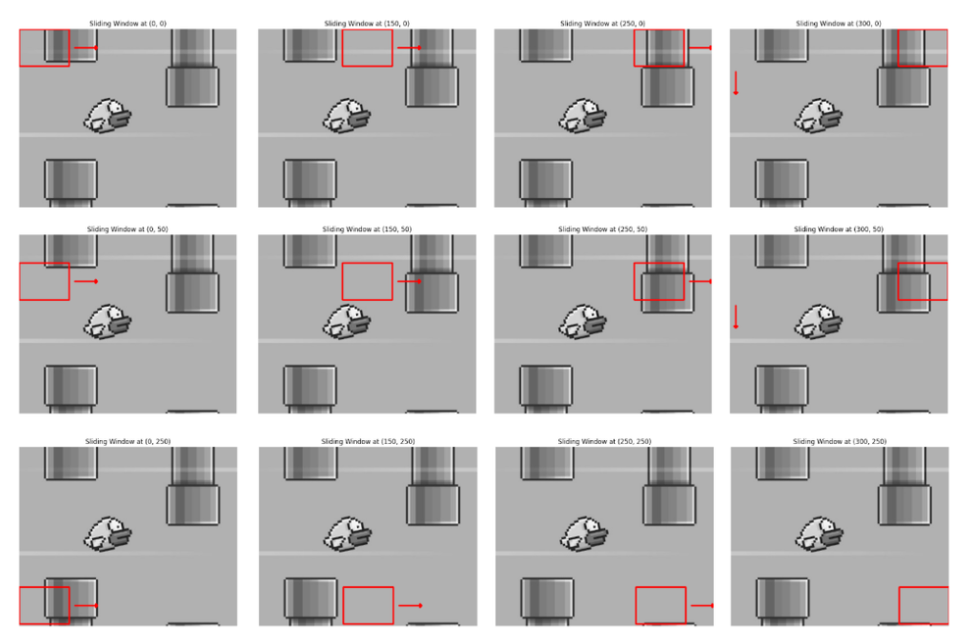 Sliding Window at (0, 0)
Sliding Window at (150, 0)
Sliding Window at (250, 0)
Sliding Window at (300, 0)
Sliding Window at (0, 50)
Sliding Window at (150, 50)
Sliding Window at (250, 50)
Sliding Window at (300, 50)
Sliding Window at (0, 250)
Sliding Window at (150, 250)
Sliding Window at (250, 250)
Sliding Window at (300, 250)